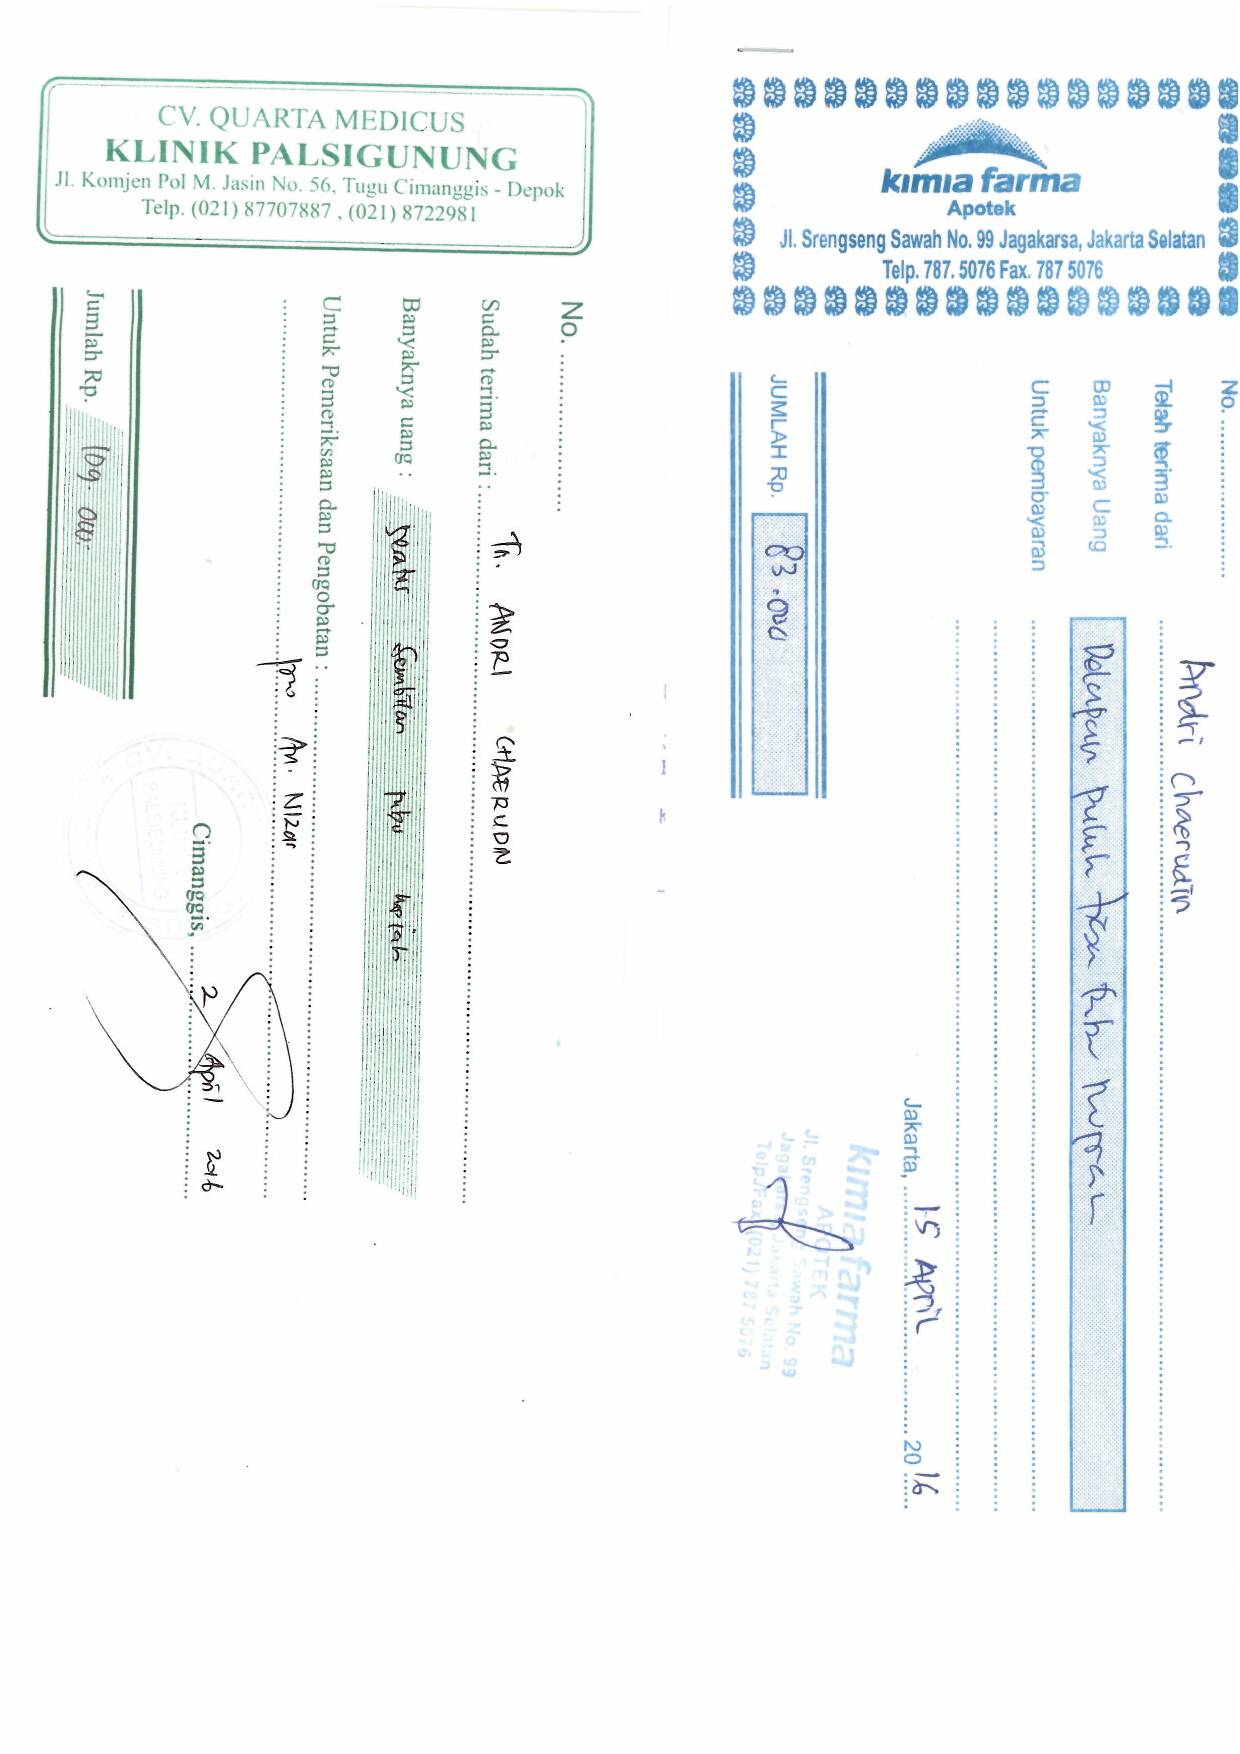 CV. QUARTA MEDICUS
KLINIK PALSIGUNUNG
Jl. Komjen Pol M. Jasin No. 56, Tugu Cimanggis - Depok
Telp. (021) 87707887 , (021) 8722981
No. ........................
Sudah terima dari : Tn. ANDRI CHAERUDN
Banyaknya uang : Seratus Sembilan ribu rupiah
Untuk Pemeriksaan dan Pengobatan :
An. Nizar
Jumlah Rp. 109.000:
Cimanggis, 2 April 2016
kimia farma
Apotek
Jl. Srengseng Sawah No. 99 Jagakarsa, Jakarta Selatan
Telp. 787. 5076 Fax. 787 5076
No. ........................
Telah terima dari Andri Chaerudin
Banyaknya Uang Delapan puluh tiga Ribu Rupiah
Untuk pembayaran
JUMLAH Rp. 83.000
Jakarta, 15 April 2016
kimia farma
APOTEK
Jl. Srengseng Sawah No. 99
Jagakarsa Jakarta Selatan
Telp./Fax (021) 787 5076